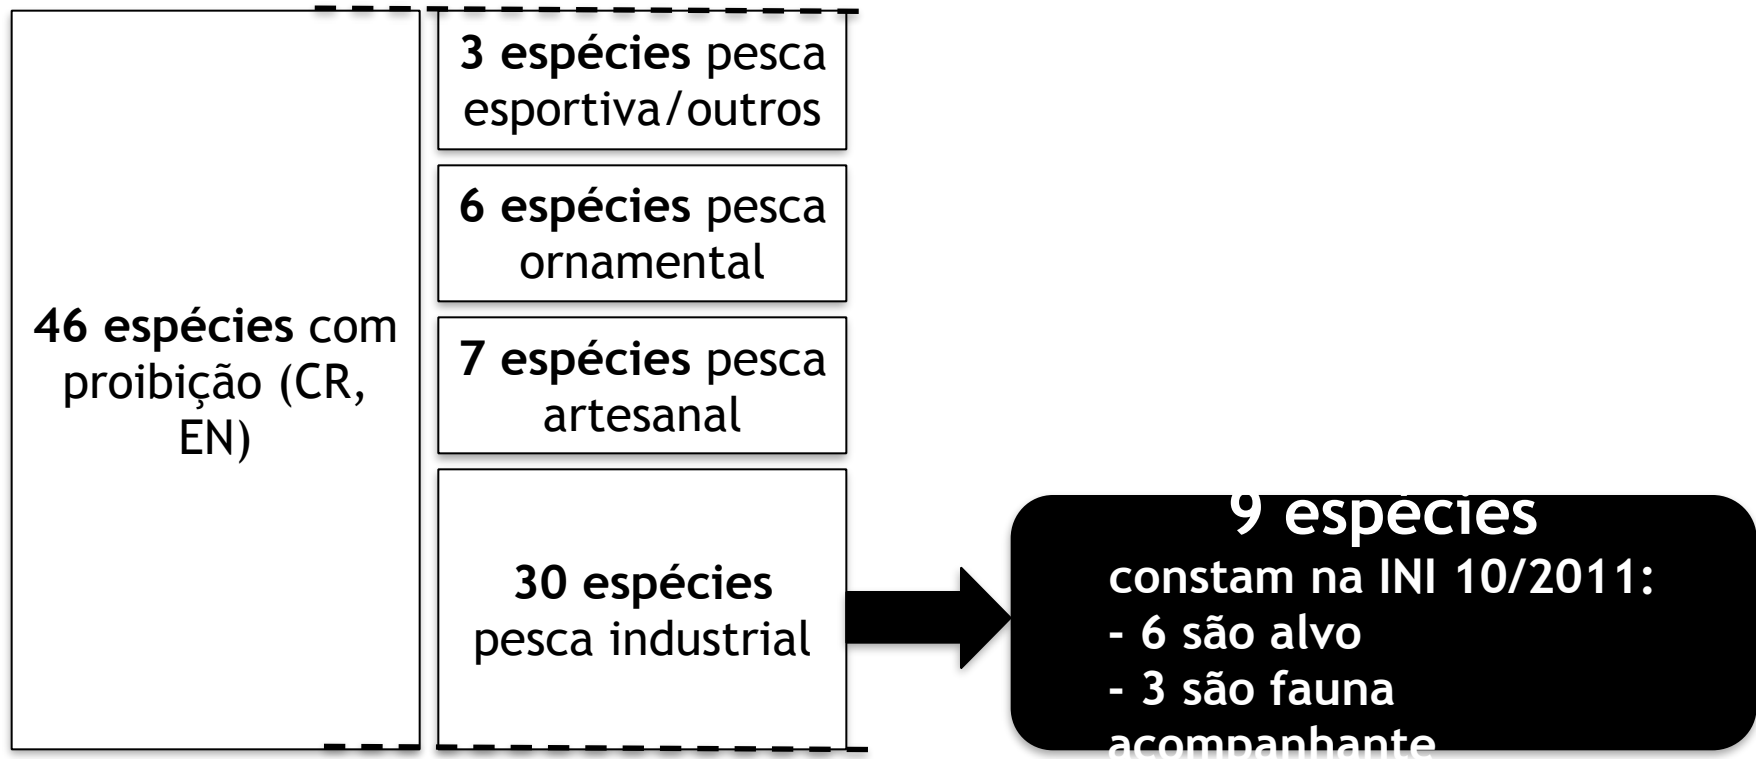 46 espécies com
proibição (CR,
EN)
3 espécies pesca
esportiva/outros
6 espécies pesca
ornamental
7 espécies pesca
artesanal
30 espécies
pesca industrial
9 espécies
constam na INI 10/2011:
- 6 são alvo
- 3 são fauna
acompanhante